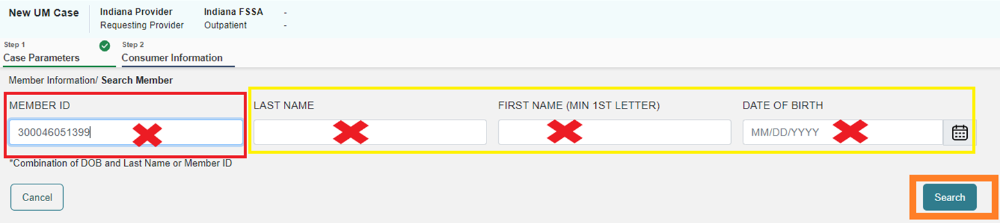 New UM Case
Indiana Provider Indiana FSSA -
Requesting Provider Outpatient -
Step 1 Step 2
Case Parameters Consumer Information
Member Information/ Search Member
MEMBER ID LAST NAME FIRST NAME (MIN 1ST LETTER) DATE OF BIRTH
300046051399 MM/DD/YYYY
*Combination of DOB and Last Name or Member ID
Cancel Search